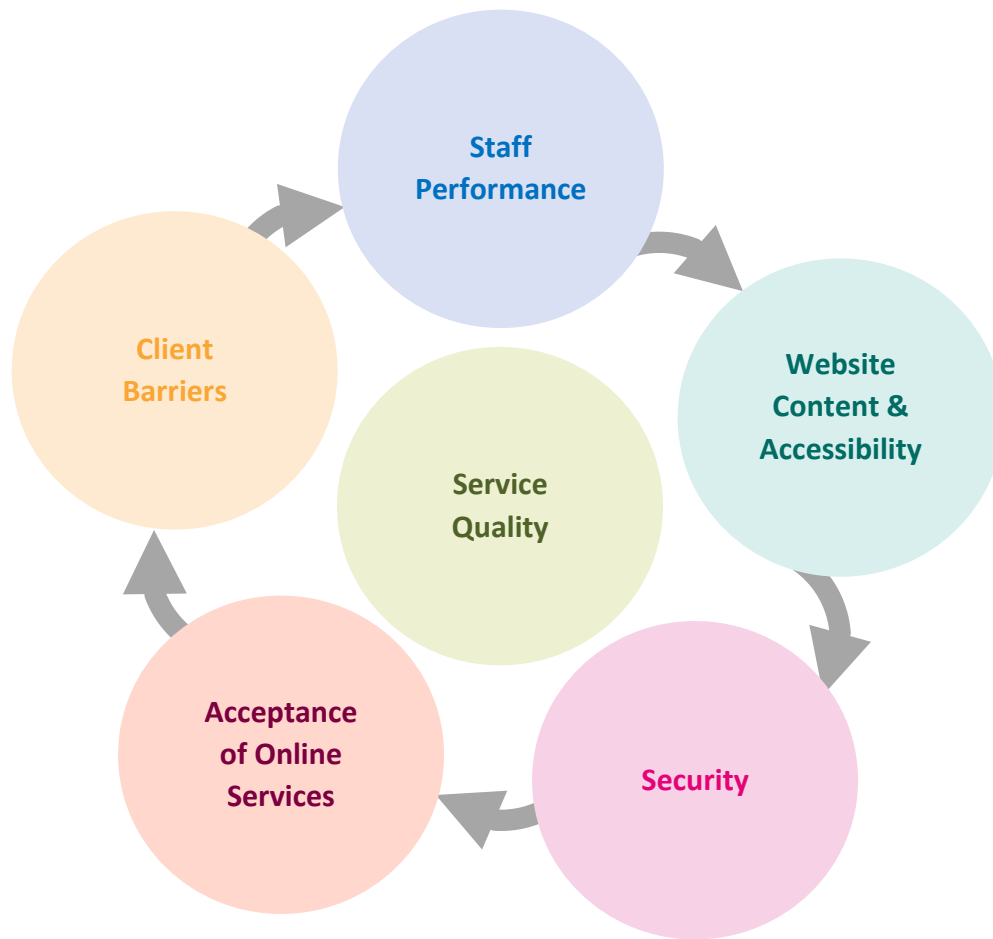 Staff
Performance
Website
Content &
Accessibility
Security
Acceptance
of Online
Services
Client
Barriers
Service
Quality